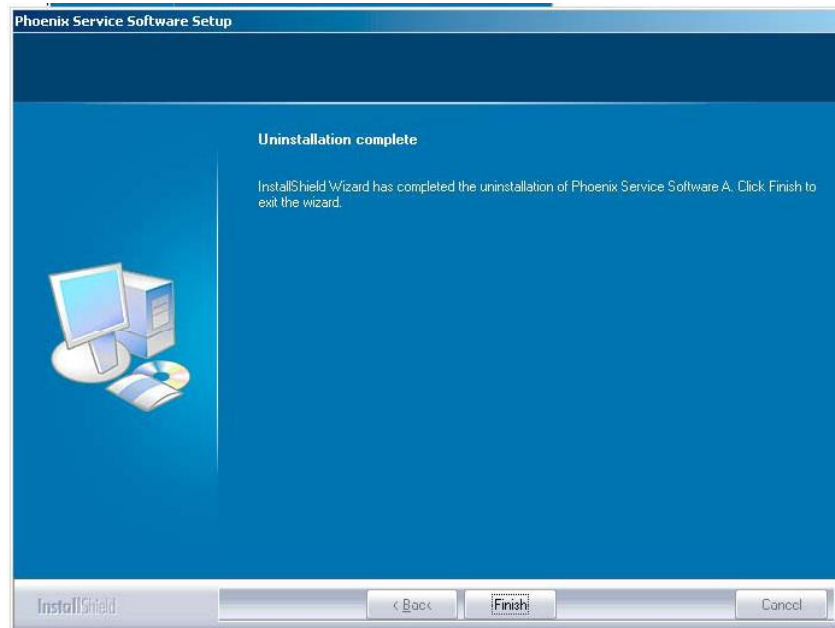 Phoenix Service Software Setup
Uninstallation complete
InstallShield Wizard has completed the uninstallation of Phoenix Service Software A. Click Finish to
exit the wizard.
InstallShield
< Back
Finish
Cancel